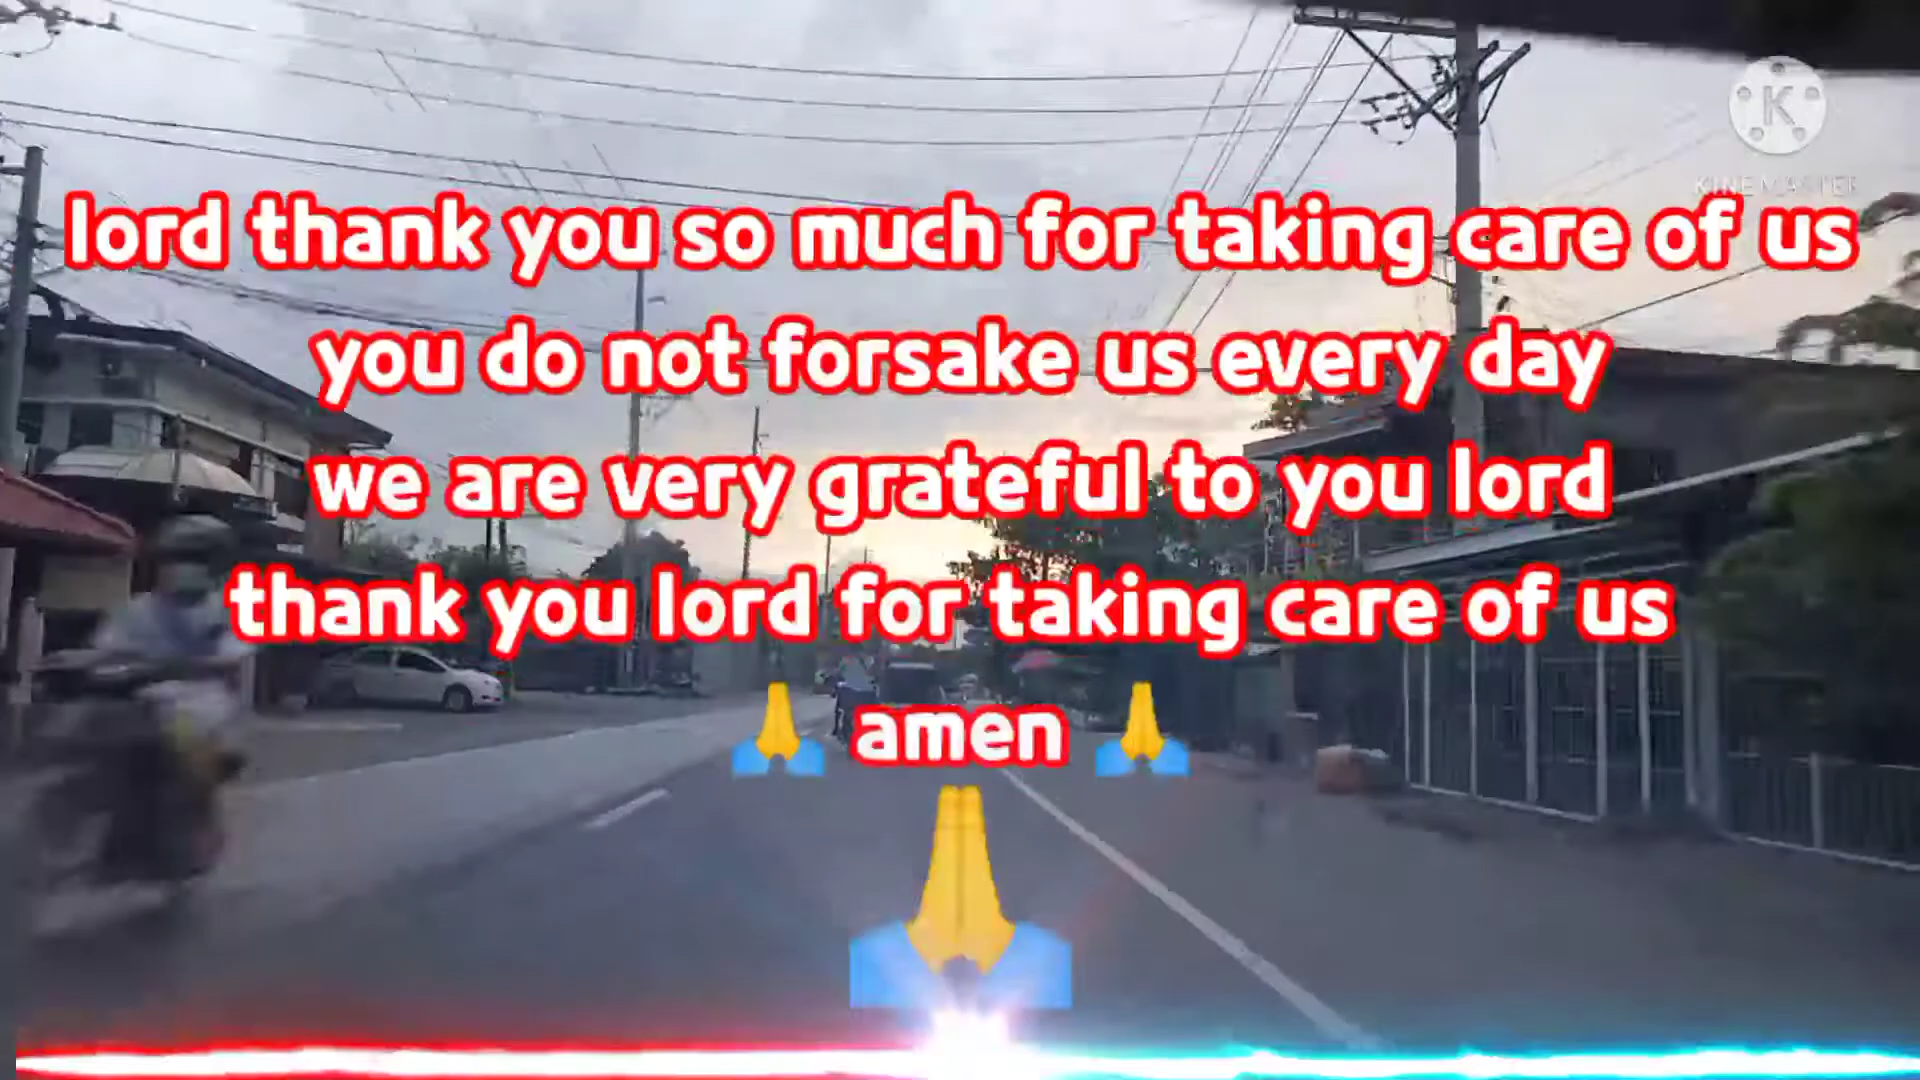 K
KINEMASTER
lord thank you so much for taking care of us
you do not forsake us every day
we are very grateful to you lord
thank you lord for taking care of us
🙏 amen 🙏
🙏